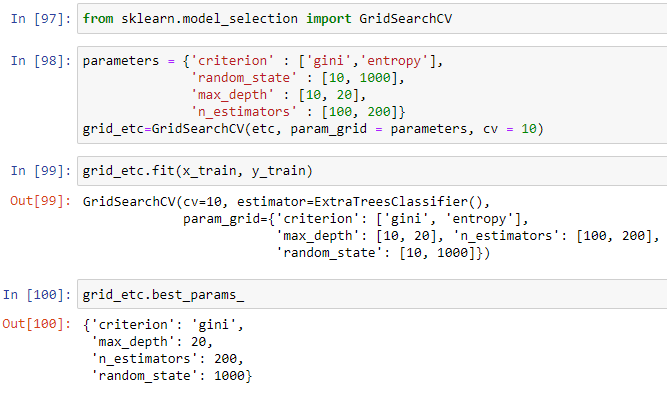 In [97]: from sklearn.model_selection import GridSearchCV
In [98]: parameters = {'criterion' : ['gini','entropy'],
'random_state' : [10, 1000],
'max_depth' : [10, 20],
'n_estimators' : [100, 200]}
grid_etc=GridSearchCV(etc, param_grid = parameters, cv = 10)
In [99]: grid_etc.fit(x_train, y_train)
Out[99]: GridSearchCV(cv=10, estimator=ExtraTreesClassifier(),
param_grid={'criterion': ['gini', 'entropy'],
'max_depth': [10, 20], 'n_estimators': [100, 200],
'random_state': [10, 1000]})
In [100]: grid_etc.best_params_
Out[100]: {'criterion': 'gini',
'max_depth': 20,
'n_estimators': 200,
'random_state': 1000}